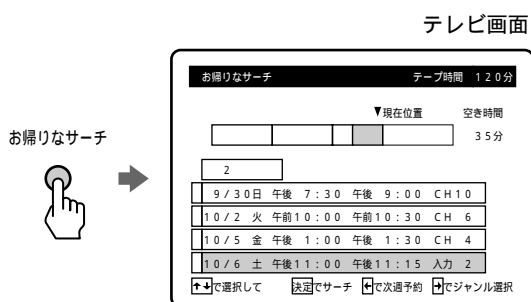 テレビ画面
お帰りなサーチ テープ時間 120分
▼現在位置 空き時間
35分
お帰りなサーチ
2
9/30日 午後 7:30 午後 9:00 CH10
10/2 火 午前10:00 午前10:30 CH 6
10/5 金 午後 1:00 午後 1:30 CH 4
10/6 土 午後11:00 午後11:15 入力 2
↑↓で選択して 決定でサーチ ←で次週予約 →でジャンル選択